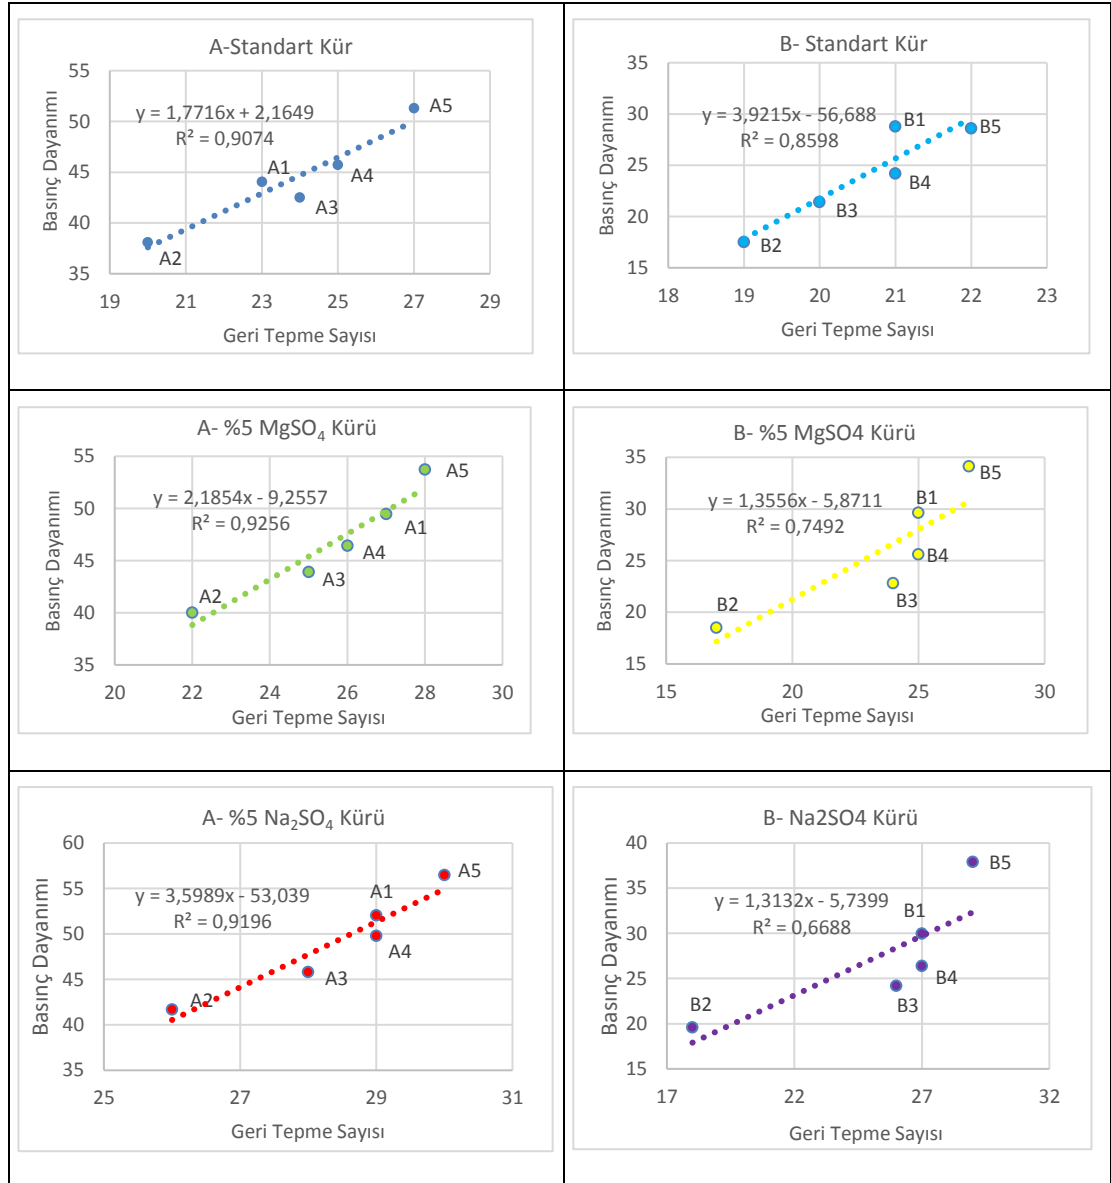 A-Standart Kür
55
50
45
40
35
Basınç Dayanımı
y = 1,7716x + 2,1649
R² = 0,9074
A5
A1
A4
A3
A2
19 21 23 25 27 29
Geri Tepme Sayısı
B- Standart Kür
35
30
25
20
15
Basınç Dayanımı
y = 3,9215x - 56,688
R² = 0,8598
B1
B5
B4
B3
B2
18 19 20 21 22 23
Geri Tepme Sayısı
A- %5 MgSO₄ Kürü
55
50
45
40
35
Basınç Dayanımı
y = 2,1854x - 9,2557
R² = 0,9256
A5
A1
A4
A3
A2
20 22 24 26 28 30
Geri Tepme Sayısı
B- %5 MgSO4 Kürü
35
30
25
20
15
Basınç Dayanımı
y = 1,3556x - 5,8711
R² = 0,7492
B5
B1
B4
B3
B2
15 20 25 30
Geri Tepme Sayısı
A- %5 Na₂SO₄ Kürü
60
55
50
45
40
35
Basınç Dayanımı
y = 3,5989x - 53,039
R² = 0,9196
A5
A1
A4
A3
A2
25 27 29 31
Geri Tepme Sayısı
B- Na2SO4 Kürü
40
35
30
25
20
15
Basınç Dayanımı
y = 1,3132x - 5,7399
R² = 0,6688
B5
B1
B4
B3
B2
17 22 27 32
Geri Tepme Sayısı